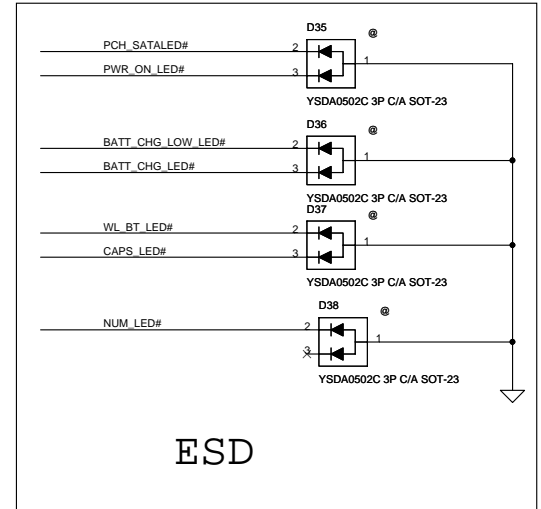 D35
@
PCH_SATALED#
2
1
PWR_ON_LED#
3
YSDA0502C 3P C/A SOT-23
D36
@
BATT_CHG_LOW_LED#
2
1
BATT_CHG_LED#
3
YSDA0502C 3P C/A SOT-23
D37
@
WL_BT_LED#
2
1
CAPS_LED#
3
YSDA0502C 3P C/A SOT-23
D38
@
NUM_LED#
2
1
3
YSDA0502C 3P C/A SOT-23
ESD